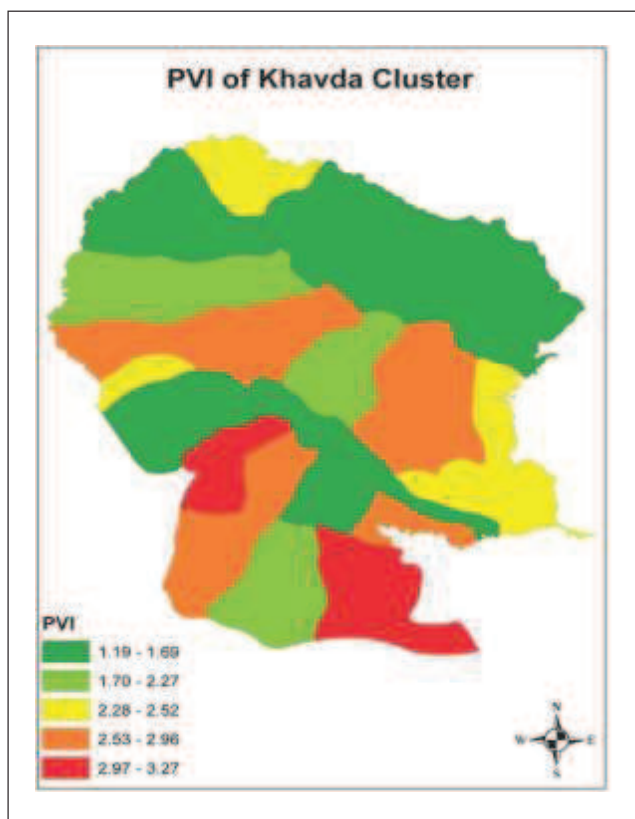 PVI of Khavda Cluster
PVI
1.19 - 1.69
1.70 - 2.27
2.28 - 2.52
2.53 - 2.96
2.97 - 3.27
N
W E
S